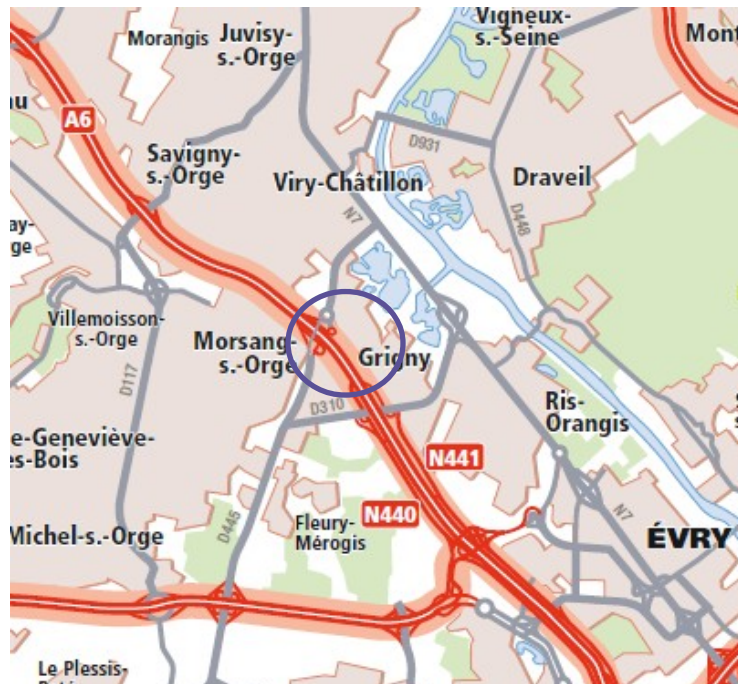 Vigneux-
s.-Seine
Mont
Morangis
Juvisy-
s.-Orge
au
A6
D931
Savigny-
s.-Orge
Viry-Châtillon
Draveil
N7
D448
ay-
ge
Villemoisson-
s.-Orge
Morsang-
s.-Orge
Grigny
D117
D310
Ris-
Orangis
e-Geneviève-
es-Bois
N441
N440
N7
Michel-s.-Orge
D445
Fleury-
Mérogis
ÉVRY
Le Plessis-